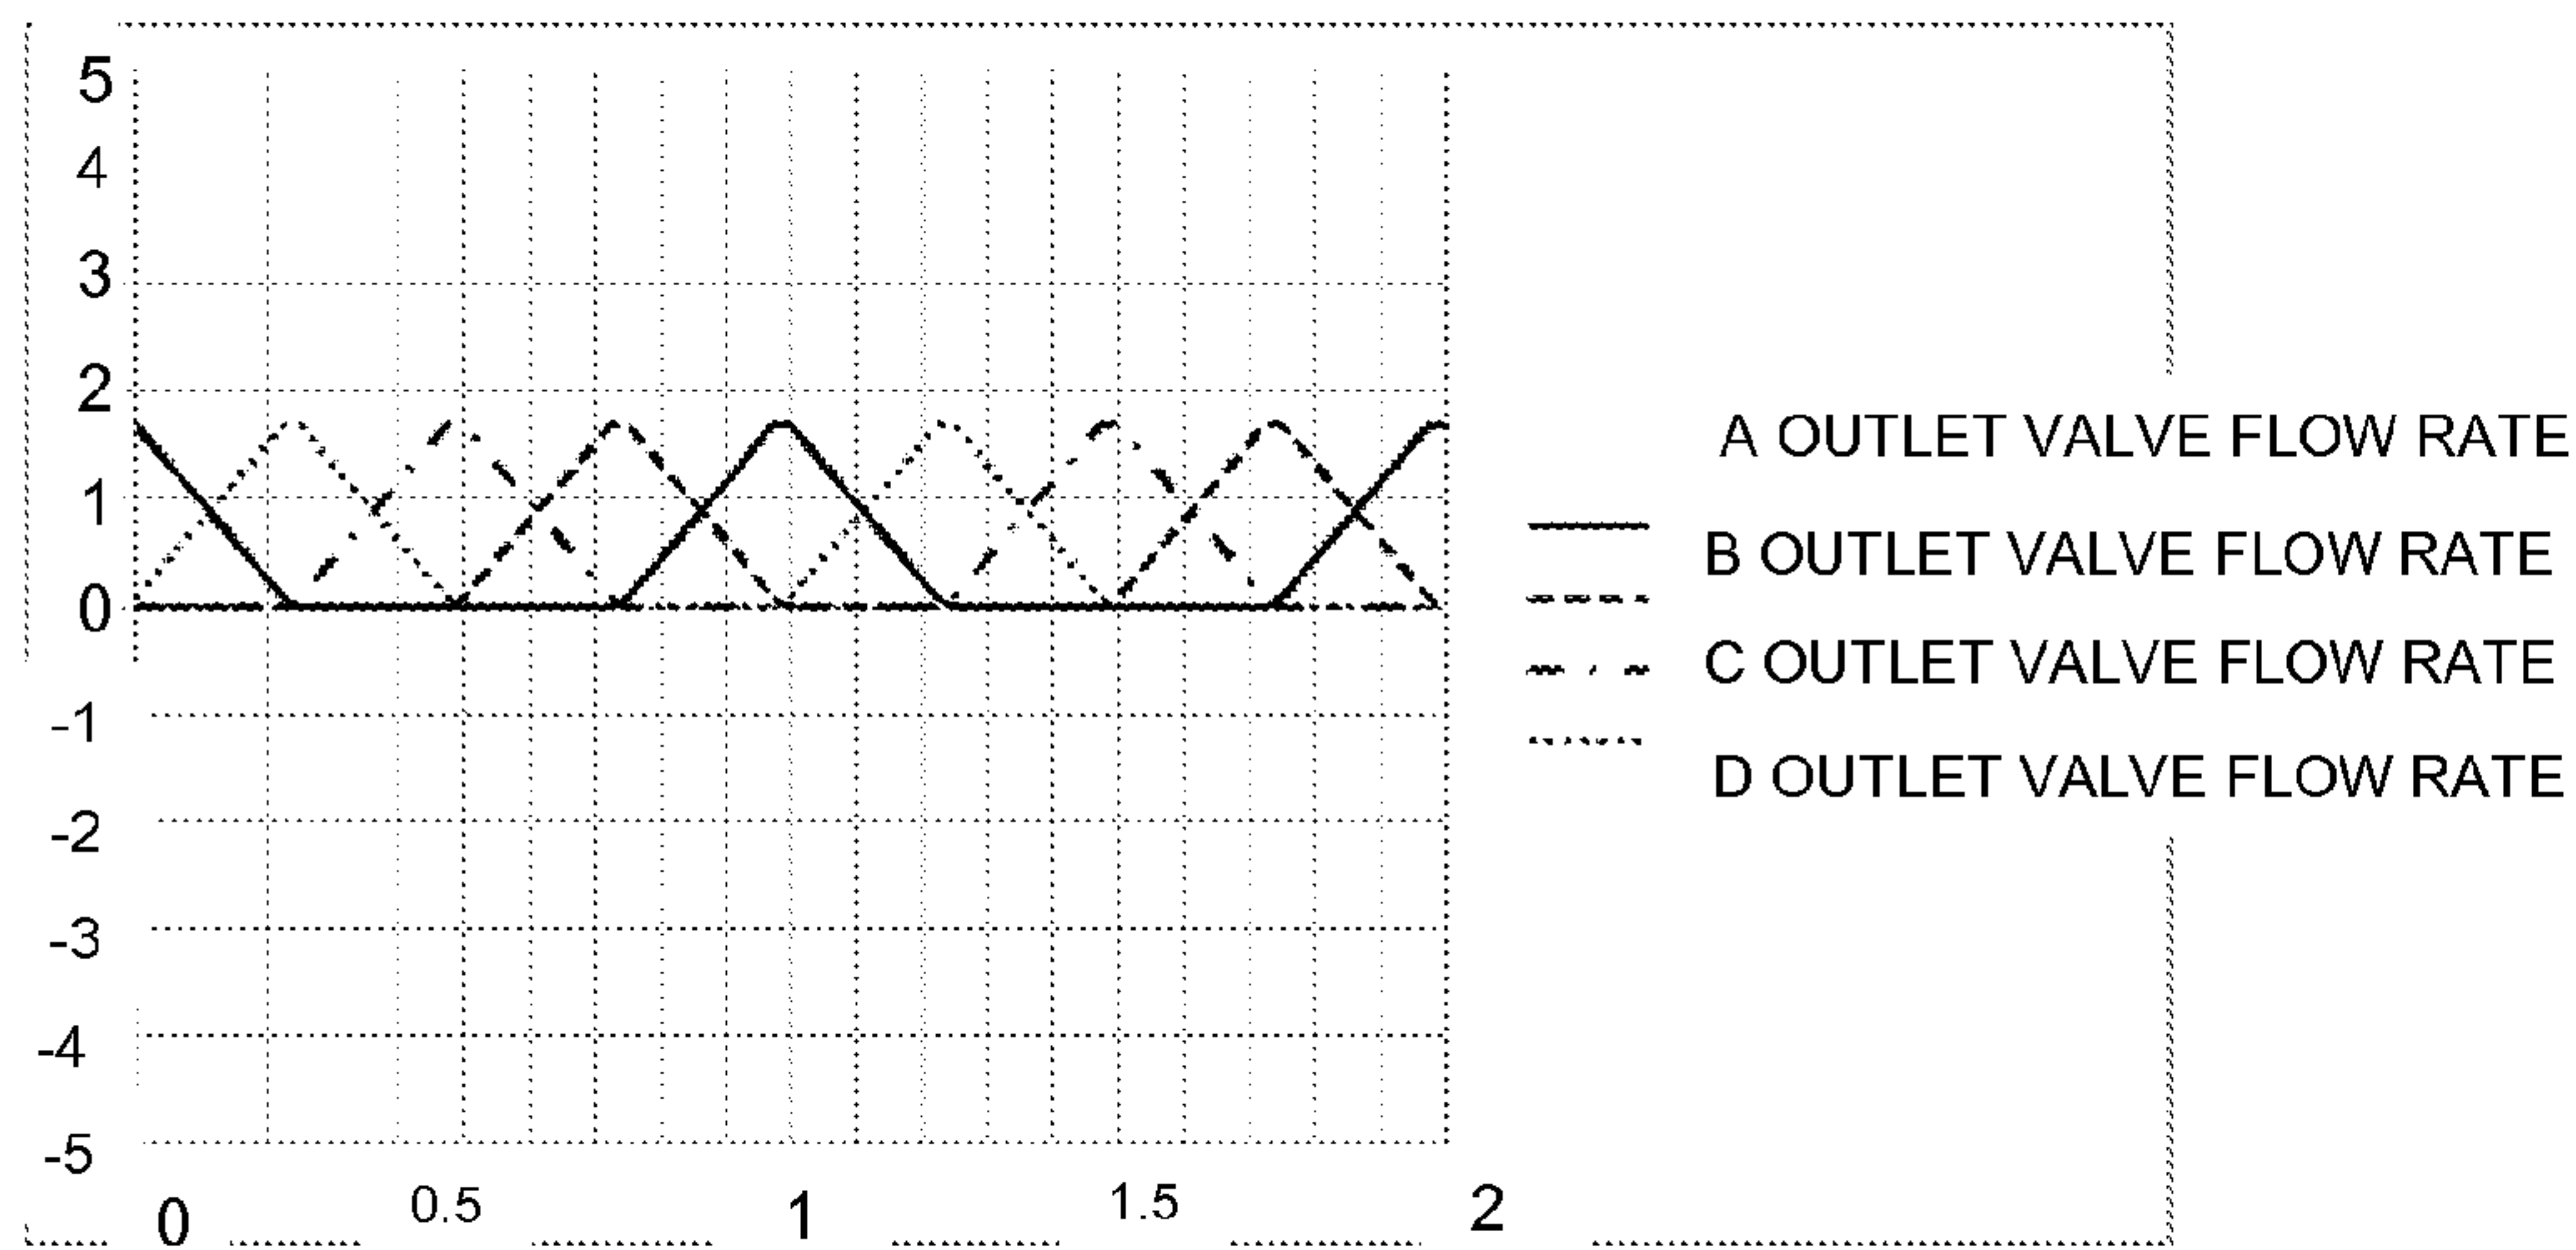 5
4
3
2
1
0
-1
-2
-3
-4
-5
0 0.5 1 1.5 2
A OUTLET VALVE FLOW RATE
B OUTLET VALVE FLOW RATE
C OUTLET VALVE FLOW RATE
D OUTLET VALVE FLOW RATE